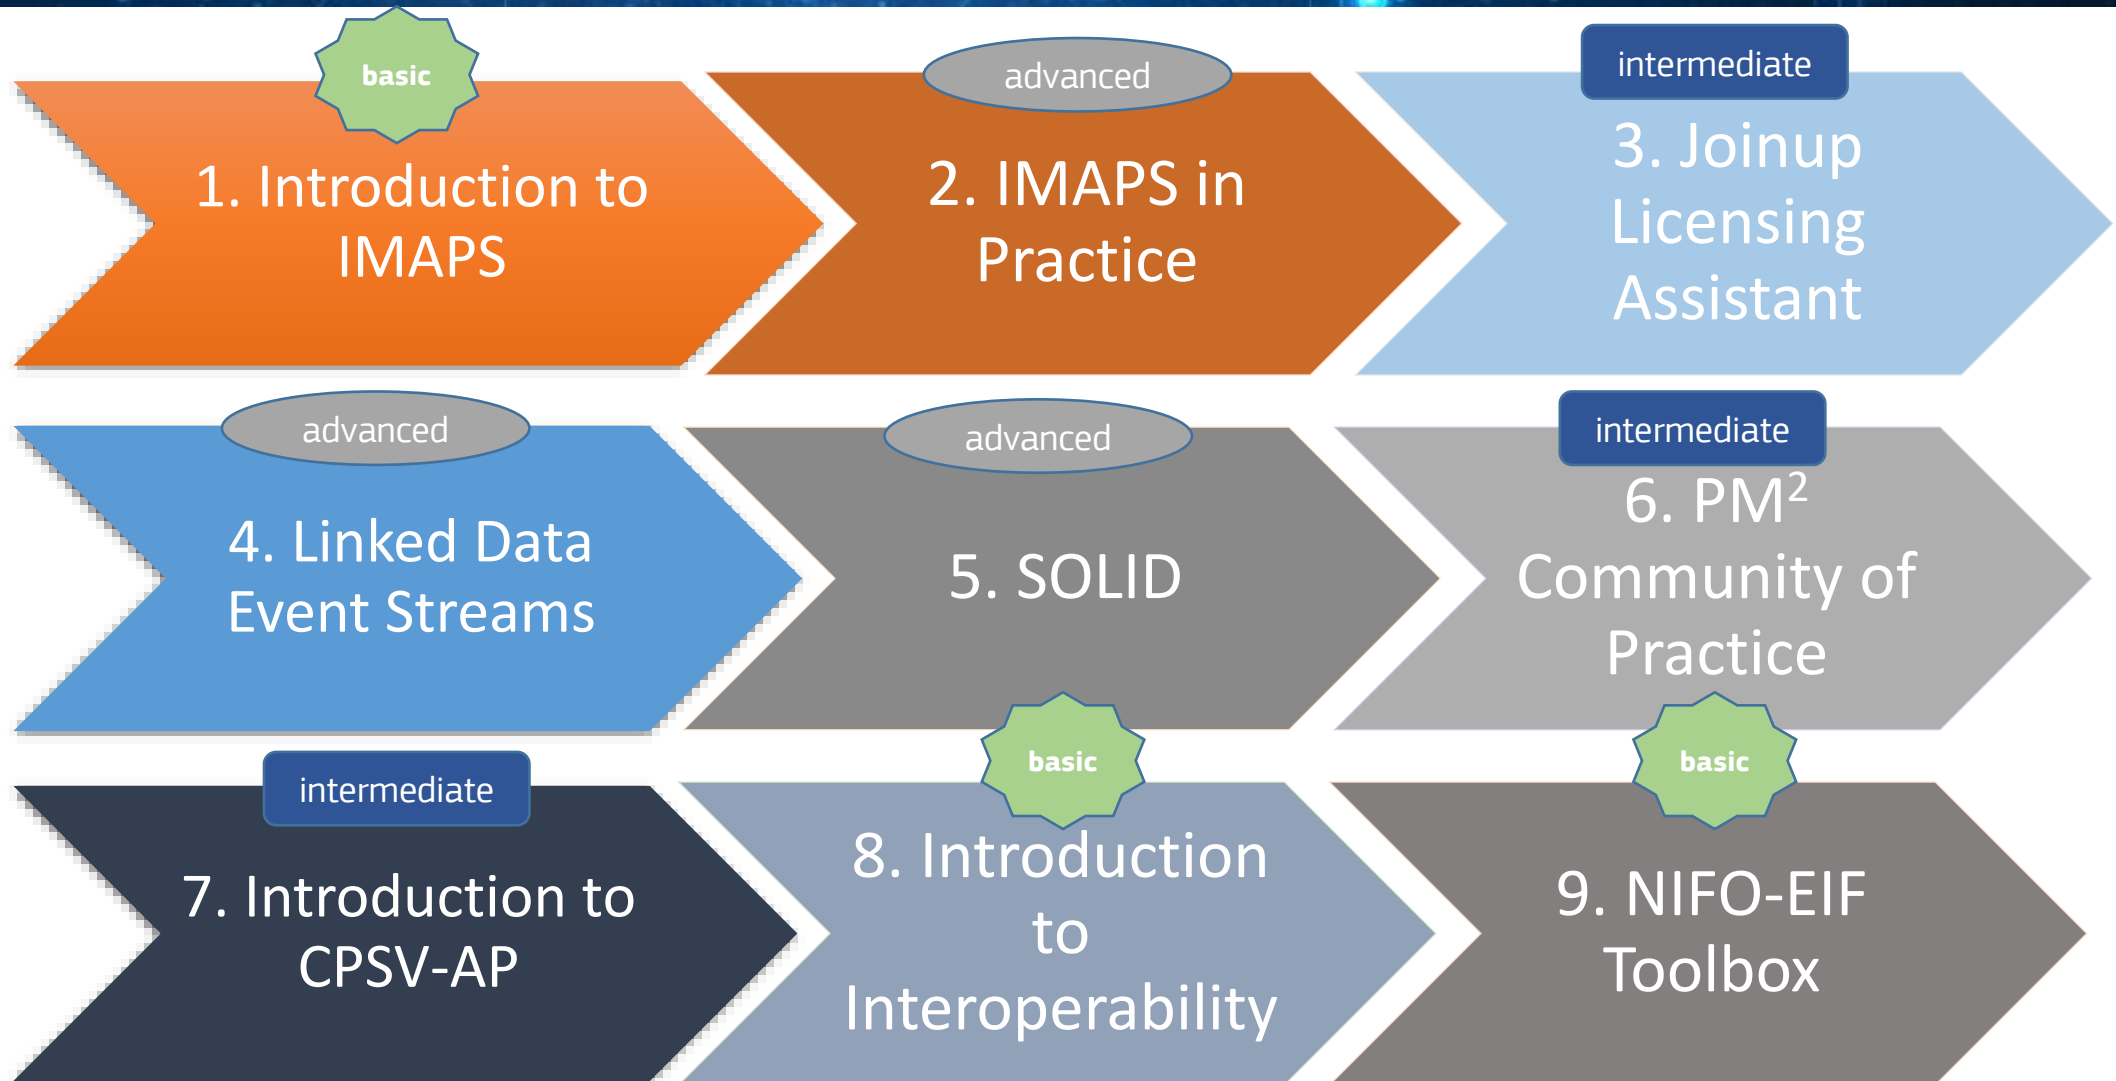 basic
1. Introduction to
IMAPS
advanced
2. IMAPS in
Practice
intermediate
3. Joinup
Licensing
Assistant
advanced
4. Linked Data
Event Streams
advanced
5. SOLID
intermediate
6. PM²
Community of
Practice
intermediate
7. Introduction to
CPSV-AP
basic
8. Introduction
to
Interoperability
basic
9. NIFO-EIF
Toolbox